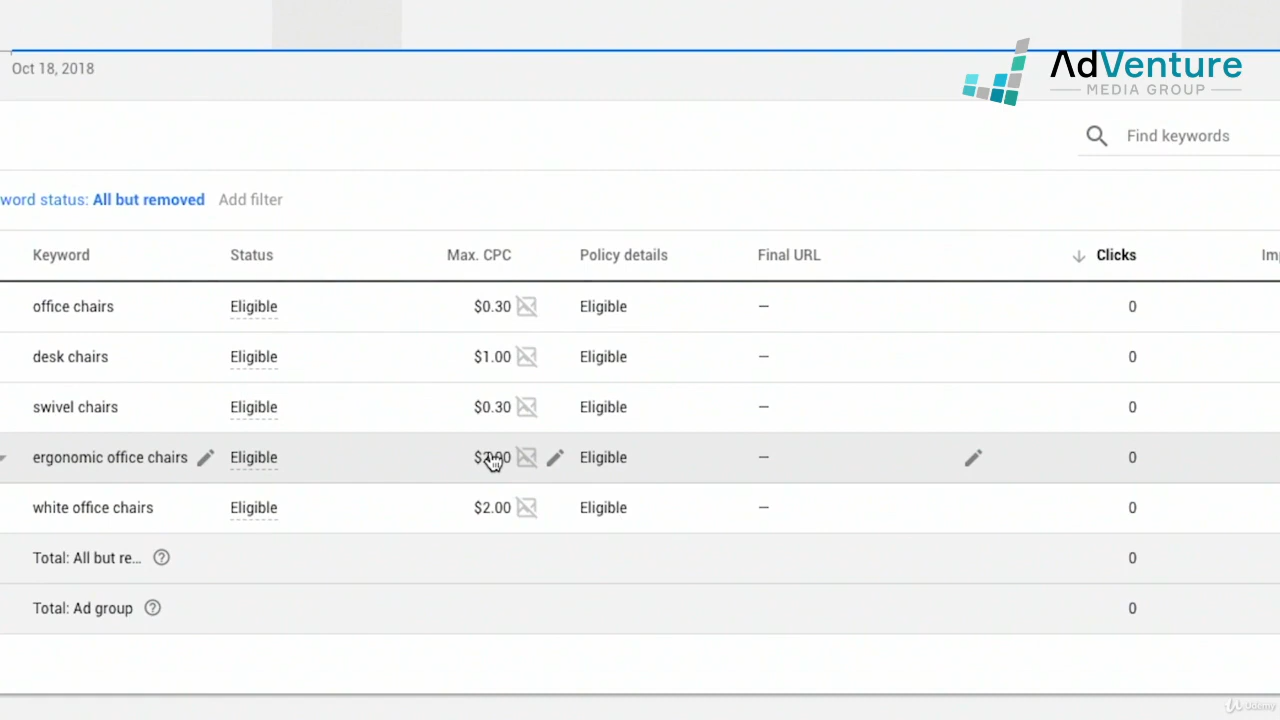 Oct 18, 2018
AdVenture
MEDIA GROUP
Find keywords
word status: All but removed Add filter
Keyword Status Max. CPC Policy details Final URL Clicks Imp
office chairs Eligible $0.30 Eligible — 0
desk chairs Eligible $1.00 Eligible — 0
swivel chairs Eligible $0.30 Eligible — 0
ergonomic office chairs Eligible Eligible — 0
white office chairs Eligible $2.00 Eligible — 0
Total: All but re... 0
Total: Ad group 0
Udemy